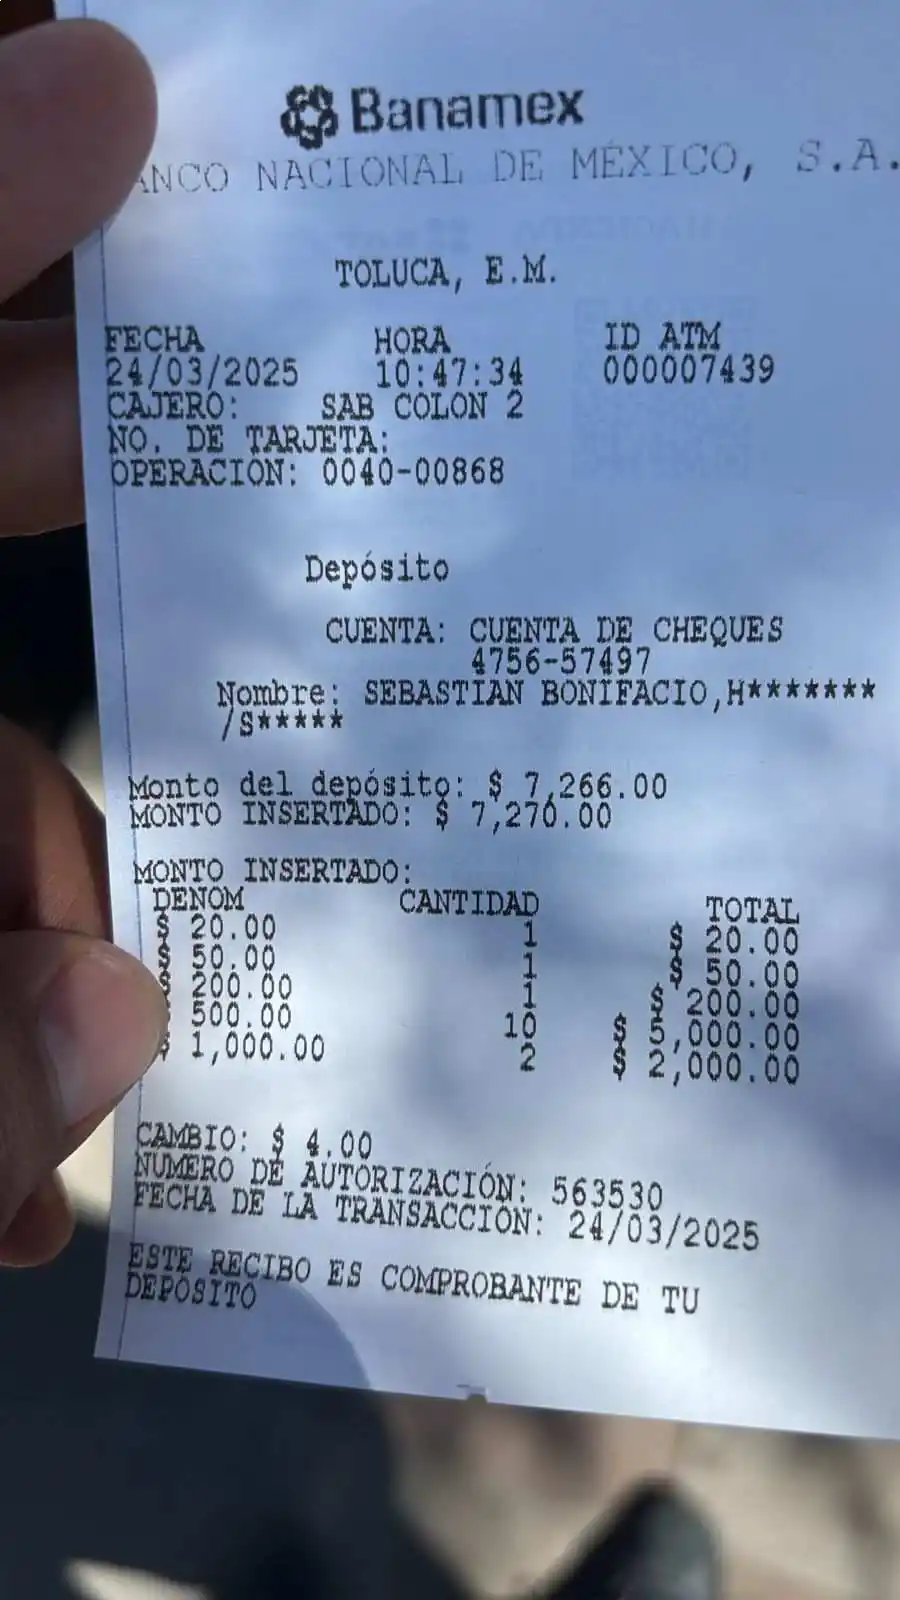 Banamex
ANCO NACIONAL DE MÉXICO, S.A.
TOLUCA, E.M.
FECHA HORA ID ATM
24/03/2025 10:47:34 000007439
CAJERO: SAB COLON 2
NO. DE TARJETA:
OPERACIÓN: 0040-00868
Depósito
CUENTA: CUENTA DE CHEQUES
4756-57497
Nombre: SEBASTIAN BONIFACIO,H*******
/S*****
Monto del depósito: $ 7,266.00
MONTO INSERTADO: $ 7,270.00
MONTO INSERTADO:
DENOM CANTIDAD TOTAL
$ 20.00 1 $ 20.00
$ 50.00 1 $ 50.00
$ 200.00 1 $ 200.00
500.00 10 $ 5,000.00
$ 1,000.00 2 $ 2,000.00
CAMBIO: $ 4.00
NUMERO DE AUTORIZACIÓN: 563530
FECHA DE LA TRANSACCIÓN: 24/03/2025
ESTE RECIBO ES COMPROBANTE DE TU
DEPÓSITO